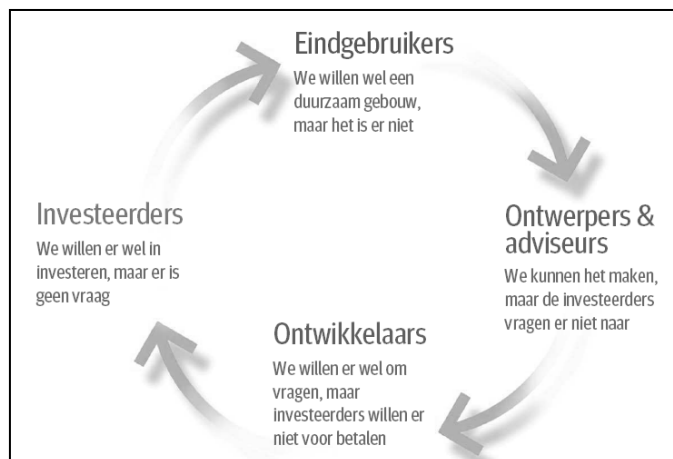 Eindgebruikers
We willen wel een
duurzaam gebouw,
maar het is er niet
Ontwerpers &
adviseurs
We kunnen het maken,
maar de investeerders
vragen er niet naar
Ontwikkelaars
We willen er wel om
vragen, maar
investeerders willen er
niet voor betalen
Investeerders
We willen er wel in
investeren, maar er is
geen vraag